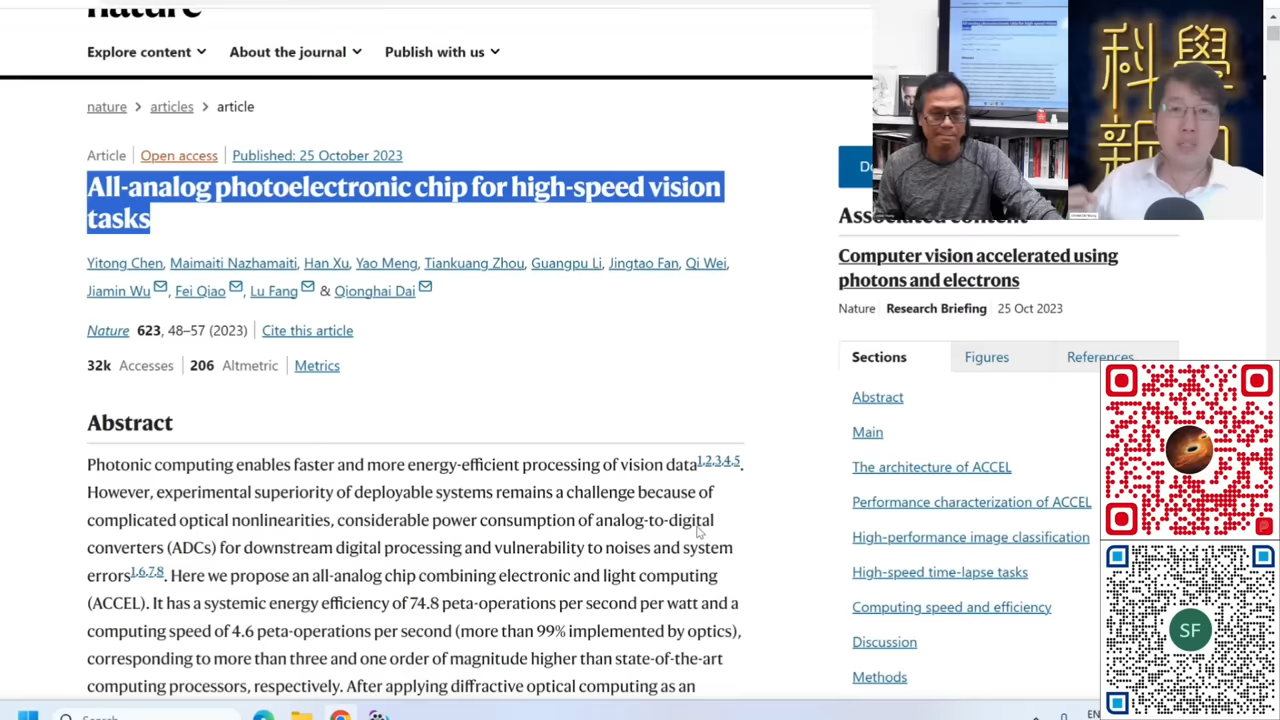 nature
Explore content
About the journal
Publish with us
nature
articles
article
Article
Open access
Published: 25 October 2023
All-analog photoelectronic chip for high-speed vision
tasks
Yitong Chen, Maimaiti Nazhamaiti, Han Xu, Yao Meng, Tiankuang Zhou, Guangpu Li, Jingtao Fan, Qi Wei,
Jiamin Wu, Fei Qiao, Lu Fang & Qionghai Dai
Nature 623, 48–57 (2023)
Cite this article
32k Accesses
206 Altmetric
Metrics
Abstract
Photonic computing enables faster and more energy-efficient processing of vision data1,2,3,4,5.
However, experimental superiority of deployable systems remains a challenge because of
complicated optical nonlinearities, considerable power consumption of analog-to-digital
converters (ADCs) for downstream digital processing and vulnerability to noises and system
errors1,6,7,8. Here we propose an all-analog chip combining electronic and light computing
(ACCEL). It has a systemic energy efficiency of 74.8 peta-operations per second per watt and a
computing speed of 4.6 peta-operations per second (more than 99% implemented by optics),
corresponding to more than three and one order of magnitude higher than state-of-the-art
computing processors, respectively. After applying diffractive optical computing as an
科學
新
Associated content
Computer vision accelerated using
photons and electrons
Nature
Research Briefing
25 Oct 2023
Sections
Figures
References
Abstract
Main
The architecture of ACCEL
Performance characterization of ACCEL
High-performance image classification
High-speed time-lapse tasks
Computing speed and efficiency
Discussion
Methods
SF
Search
EN